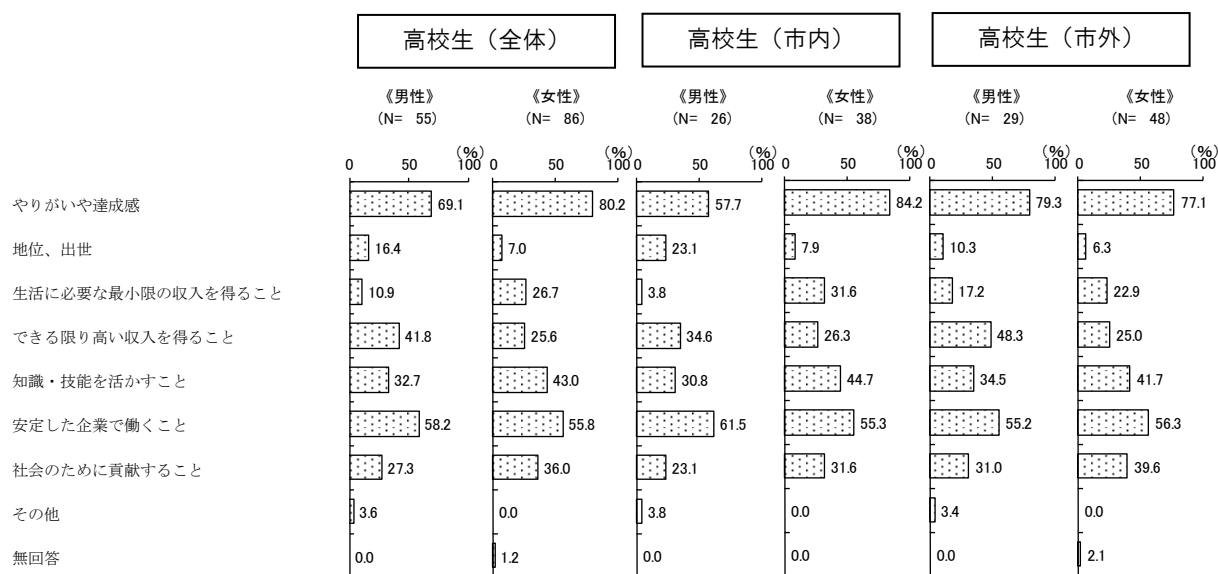 高校生（全体） 高校生（市内） 高校生（市外）
《男性》 《女性》 《男性》 《女性》 《男性》 《女性》
(N= 55) (N= 86) (N= 26) (N= 38) (N= 29) (N= 48)
(%) (%) (%) (%) (%) (%)
0 50 100 0 50 100 0 50 100 0 50 100 0 50 100 0 50 100
やりがいや達成感 69.1 80.2 57.7 84.2 79.3 77.1
地位、出世 16.4 7.0 23.1 7.9 10.3 6.3
生活に必要な最小限の収入を得ること 10.9 26.7 3.8 31.6 17.2 22.9
できる限り高い収入を得ること 41.8 25.6 34.6 26.3 48.3 25.0
知識・技能を活かすこと 32.7 43.0 30.8 44.7 34.5 41.7
安定した企業で働くこと 58.2 55.8 61.5 55.3 55.2 56.3
社会のために貢献すること 27.3 36.0 23.1 31.6 31.0 39.6
その他 3.6 0.0 3.8 0.0 3.4 0.0
無回答 0.0 1.2 0.0 0.0 0.0 2.1